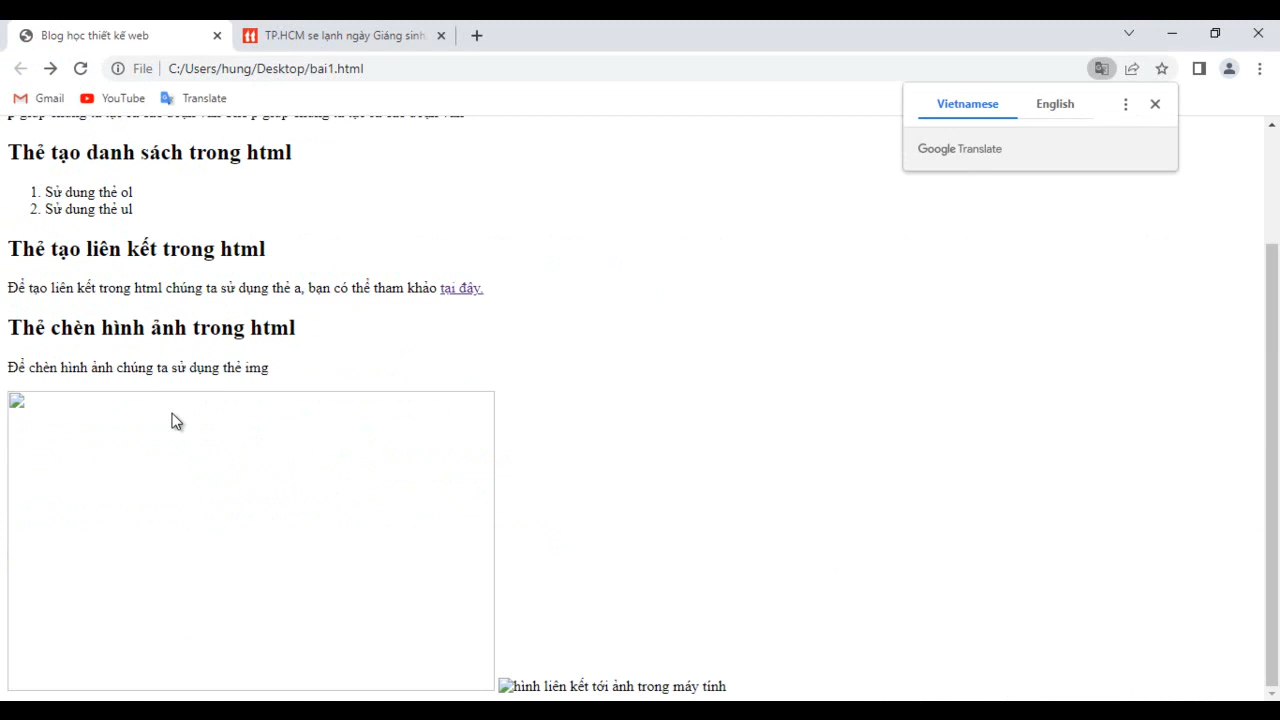 Blog học thiết kế web
TP.HCM se lạnh ngày Giáng sinh,
File
C:/Users/hung/Desktop/bai1.html
Gmail
YouTube
Translate
Vietnamese
English
Google Translate
Thẻ tạo danh sách trong html
1. Sử dung thẻ ol
2. Sử dung thẻ ul
Thẻ tạo liên kết trong html
Để tạo liên kết trong html chúng ta sử dụng thẻ a, bạn có thể tham khảo tại đây.
Thẻ chèn hình ảnh trong html
Để chèn hình ảnh chúng ta sử dụng thẻ img
hình liên kết tới ảnh trong máy tính